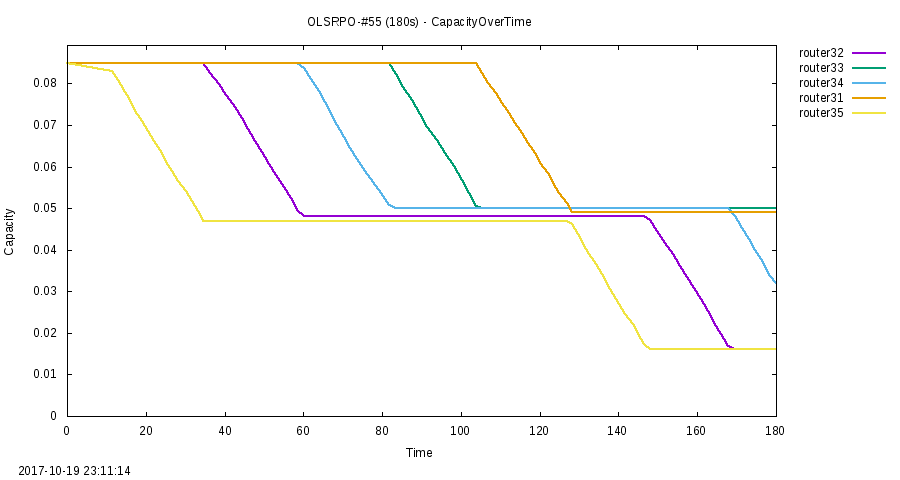 OLSRPO-#55 (180s) - CapacityOverTime
router32
router33
router34
router31
router35
Capacity
0.08
0.07
0.06
0.05
0.04
0.03
0.02
0.01
0
0 20 40 60 80 100 120 140 160 180
Time
2017-10-19 23:11:14